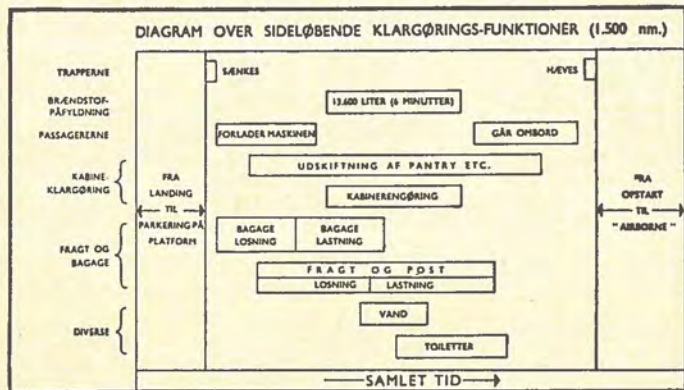 DIAGRAM OVER SIDELØBENDE KLARGØRINGS-FUNKTIONER (1.500 nm.)
TRAPPERNE
SÆNKES
HÆVES
BRÆNDSTOF-
PÅFYLDNING
13.600 LITER (6 MINUTTER)
PASSAGERERNE
FORLADER MASKINEN
GÅR OMBORD
KABINE-
KLARGØRING
UDSKIFTNING AF PANTRY ETC.
KABINERENGØRING
FRA
LANDING
TIL
PARKERING PÅ
PLATFORM
FRA
OPSTART
TIL
"AIRBORNE"
FRAGT OG
BAGAGE
BAGAGE
LOSNING
BAGAGE
LASTNING
FRAGT OG POST
LOSNING
LASTNING
DIVERSE
VAND
TOILETTER
SAMLET TID